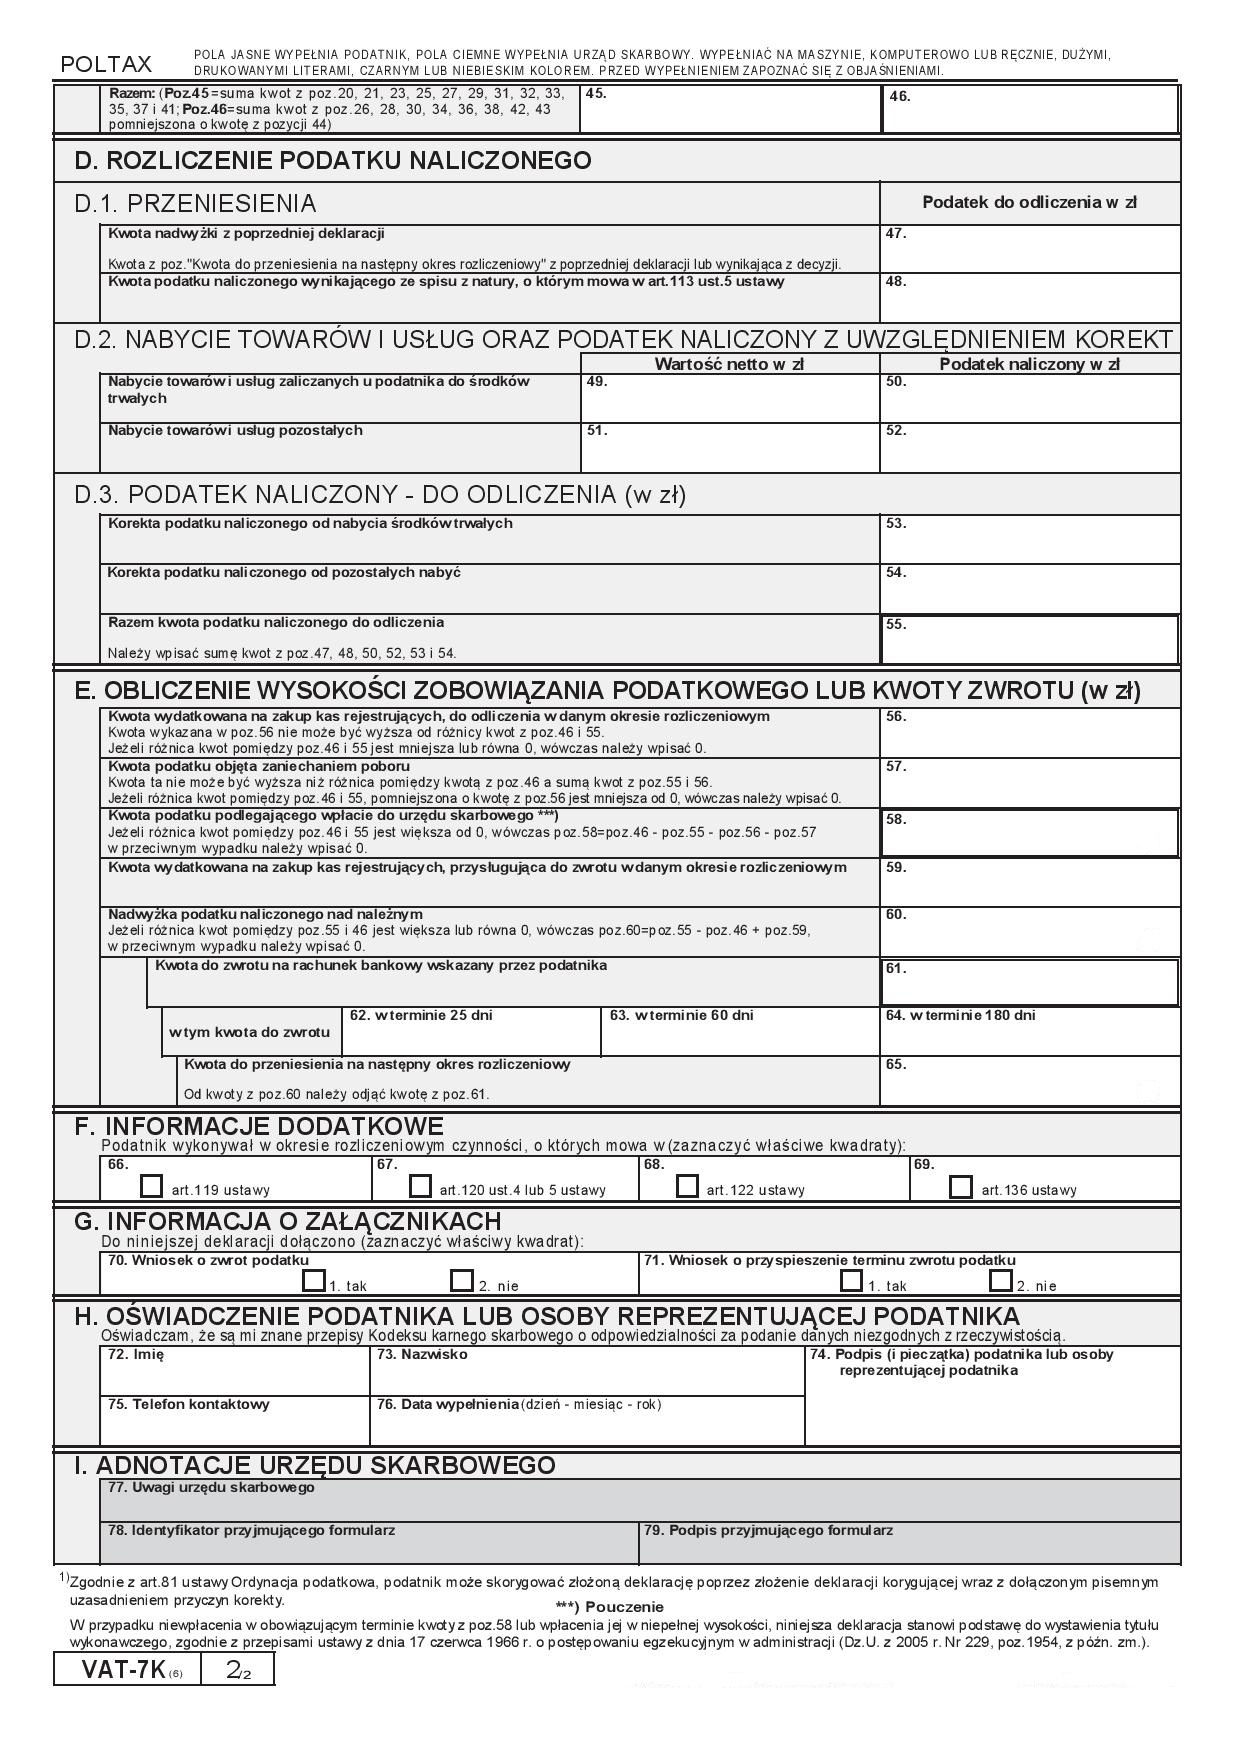 POLTAX
POLA JASNE WYPEŁNIA PODATNIK, POLA CIEMNE WYPEŁNIA URZĄD SKARBOWY. WYPEŁNIAĆ NA MASZYNIE, KOMPUTEROWO LUB RĘCZNIE, DUŻYMI,
DRUKOWANYMI LITERAMI, CZARNYM LUB NIEBIESKIM KOLOREM. PRZED WYPEŁNIENIEM ZAPOZNAĆ SIĘ Z OBJAŚNIENIAMI.
Razem: (Poz.45=suma kwot z poz.20, 21, 23, 25, 27, 29, 31, 32, 33,
35, 37 i 41; Poz.46=suma kwot z poz.26, 28, 30, 34, 36, 38, 42, 43
pomniejszona o kwotę z pozycji 44)
45.
46.
D. ROZLICZENIE PODATKU NALICZONEGO
D.1. PRZENIESIENIA
Podatek do odliczenia w zł
Kwota nadwyżki z poprzedniej deklaracji
47.
Kwota z poz."Kwota do przeniesienia na następny okres rozliczeniowy" z poprzedniej deklaracji lub wynikająca z decyzji.
Kwota podatku naliczonego wynikającego ze spisu z natury, o którym mowa w art.113 ust.5 ustawy
48.
D.2. NABYCIE TOWARÓW I USŁUG ORAZ PODATEK NALICZONY Z UWZGLĘDNIENIEM KOREKT
Wartość netto w zł
Podatek naliczony w zł
Nabycie towarów i usług zaliczanych u podatnika do środków
trwałych
49.
50.
Nabycie towarów i usług pozostałych
51.
52.
D.3. PODATEK NALICZONY - DO ODLICZENIA (w zł)
Korekta podatku naliczonego od nabycia środków trwałych
53.
Korekta podatku naliczonego od pozostałych nabyć
54.
Razem kwota podatku naliczonego do odliczenia
55.
Należy wpisać sumę kwot z poz.47, 48, 50, 52, 53 i 54.
E. OBLICZENIE WYSOKOŚCI ZOBOWIĄZANIA PODATKOWEGO LUB KWOTY ZWROTU (w zł)
Kwota wydatkowana na zakup kas rejestrujących, do odliczenia w danym okresie rozliczeniowym
56.
Kwota wykazana w poz.56 nie może być wyższa od różnicy kwot z poz.46 i 55.
Jeżeli różnica kwot pomiędzy poz.46 i 55 jest mniejsza lub równa 0, wówczas należy wpisać 0.
Kwota podatku objęta zaniechaniem poboru
57.
Kwota ta nie może być wyższa niż różnica pomiędzy kwotą z poz.46 a sumą kwot z poz.55 i 56.
Jeżeli różnica kwot pomiędzy poz.46 i 55, pomniejszona o kwotę z poz.56 jest mniejsza od 0, wówczas należy wpisać 0.
Kwota podatku podlegającego wpłacie do urzędu skarbowego ***)
58.
Jeżeli różnica kwot pomiędzy poz.46 i 55 jest większa od 0, wówczas poz.58=poz.46 - poz.55 - poz.56 - poz.57
w przeciwnym wypadku należy wpisać 0.
Kwota wydatkowana na zakup kas rejestrujących, przysługująca do zwrotu w danym okresie rozliczeniowym
59.
Nadwyżka podatku naliczonego nad należnym
60.
Jeżeli różnica kwot pomiędzy poz.55 i 46 jest większa lub równa 0, wówczas poz.60=poz.55 - poz.46 + poz.59,
w przeciwnym wypadku należy wpisać 0.
Kwota do zwrotu na rachunek bankowy wskazany przez podatnika
61.
w tym kwota do zwrotu
62. w terminie 25 dni
63. w terminie 60 dni
64. w terminie 180 dni
Kwota do przeniesienia na następny okres rozliczeniowy
65.
Od kwoty z poz.60 należy odjąć kwotę z poz.61.
F. INFORMACJE DODATKOWE
Podatnik wykonywał w okresie rozliczeniowym czynności, o których mowa w (zaznaczyć właściwe kwadraty):
66.
67.
68.
69.
art.119 ustawy
art.120 ust.4 lub 5 ustawy
art.122 ustawy
art.136 ustawy
G. INFORMACJA O ZAŁĄCZNIKACH
Do niniejszej deklaracji dołączono (zaznaczyć właściwy kwadrat):
70. Wniosek o zwrot podatku
71. Wniosek o przyspieszenie terminu zwrotu podatku
1. tak
2. nie
1. tak
2. nie
H. OŚWIADCZENIE PODATNIKA LUB OSOBY REPREZENTUJĄCEJ PODATNIKA
Oświadczam, że są mi znane przepisy Kodeksu karnego skarbowego o odpowiedzialności za podanie danych niezgodnych z rzeczywistością.
72. Imię
73. Nazwisko
74. Podpis (i pieczątka) podatnika lub osoby
reprezentującej podatnika
75. Telefon kontaktowy
76. Data wypełnienia (dzień - miesiąc - rok)
I. ADNOTACJE URZĘDU SKARBOWEGO
77. Uwagi urzędu skarbowego
78. Identyfikator przyjmującego formularz
79. Podpis przyjmującego formularz
1)Zgodnie z art.81 ustawy Ordynacja podatkowa, podatnik może skorygować złożoną deklarację poprzez złożenie deklaracji korygującej wraz z dołączonym pisemnym
uzasadnieniem przyczyn korekty.
***) Pouczenie
W przypadku niewpłacenia w obowiązującym terminie kwoty z poz.58 lub wpłacenia jej w niepełnej wysokości, niniejsza deklaracja stanowi podstawę do wystawienia tytułu
wykonawczego, zgodnie z przepisami ustawy z dnia 17 czerwca 1966 r. o postępowaniu egzekucyjnym w administracji (Dz.U. z 2005 r. Nr 229, poz.1954, z późn. zm.).
VAT-7K (6)
2/2